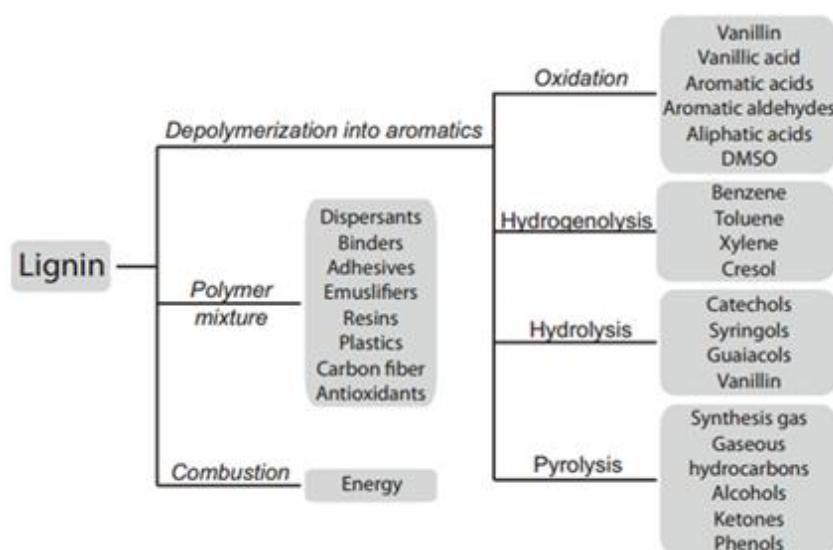 Lignin
Depolymerization into aromatics
Oxidation
Vanillin
Vanillic acid
Aromatic acids
Aromatic aldehydes
Aliphatic acids
DMSO
Hydrogenolysis
Benzene
Toluene
Xylene
Cresol
Hydrolysis
Catechols
Syringols
Guaiacols
Vanillin
Pyrolysis
Synthesis gas
Gaseous
hydrocarbons
Alcohols
Ketones
Phenols
Polymer
mixture
Dispersants
Binders
Adhesives
Emuslifiers
Resins
Plastics
Carbon fiber
Antioxidants
Combustion
Energy